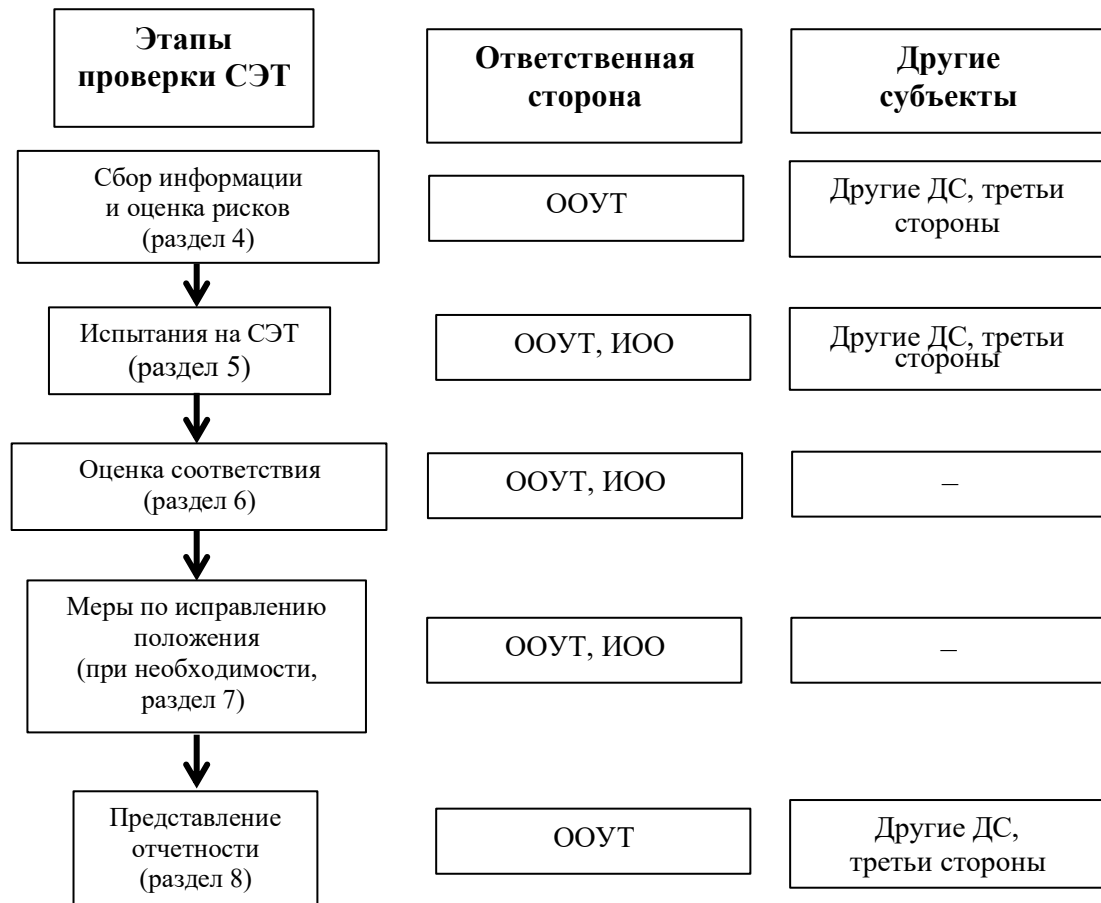 Этапы
проверки СЭТ
Ответственная
сторона
Другие
субъекты
Сбор информации
и оценка рисков
(раздел 4)
ООУТ
Другие ДС, третьи
стороны
Испытания на СЭТ
(раздел 5)
ООУТ, ИОО
Другие ДС, третьи
стороны
Оценка соответствия
(раздел 6)
ООУТ, ИОО
–
Меры по исправлению
положения
(при необходимости,
раздел 7)
ООУТ, ИОО
–
Представление
отчетности
(раздел 8)
ООУТ
Другие ДС,
третьи стороны